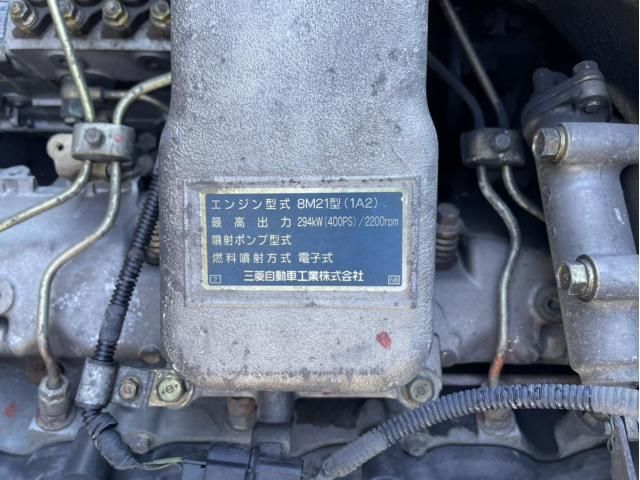 エンジン型式 8M21型(1A2)
最高出力 294kW(400PS)/2200rpm
噴射ポンプ型式
燃料噴射方式 電子式
三菱自動車工業株式会社